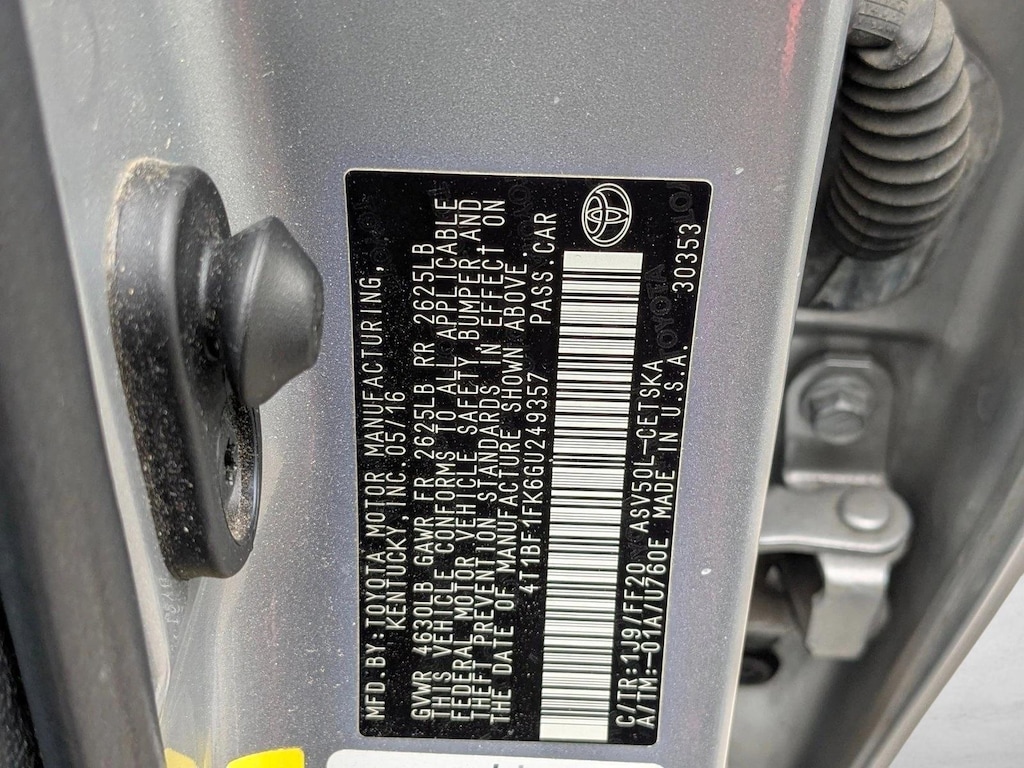 MFD.BY:TOYOTA MOTOR MANUFACTURING,
KENTUCKY, INC.05/16
GVWR 4630LB GAWR FR 2625LB RR 2625LB
THIS VEHICLE CONFORMS TO ALL APPLICABLE
FEDERAL MOTOR VEHICLE SAFETY BUMPER,AND
THEFT PREVENTION STANDARDS IN EFFECT ON
THE DATE OF MANUFACTURE SHOWN ABOVE.
4T1BF1FK6GU249357 PASS.CAR
C/TR:1J9/FF20 ASV50L-CETSKA 30353
A/TM:-01A/U760E MADE IN U.S.A.
TOYOTA